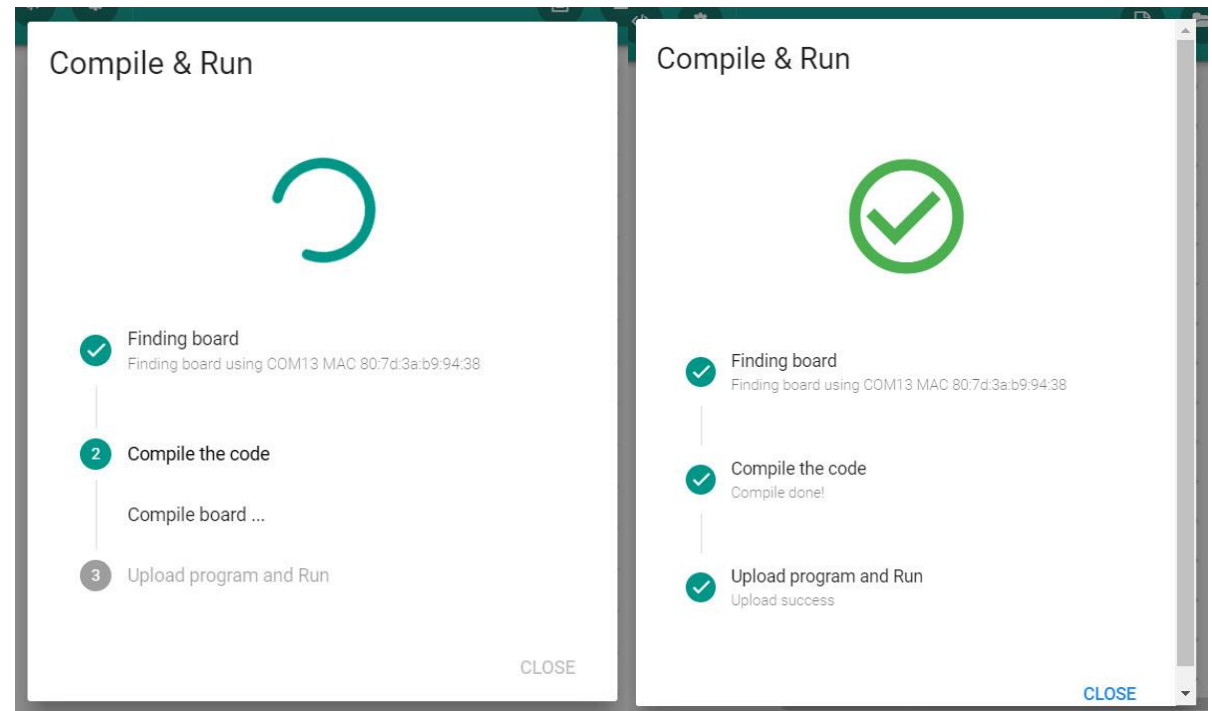 Compile & Run
Finding board
Finding board using COM13 MAC 80:7d:3a:b9:94:38
2
Compile the code
Compile board ...
3
Upload program and Run
CLOSE
Compile & Run
Finding board
Finding board using COM13 MAC 80:7d:3a:b9:94:38
Compile the code
Compile done!
Upload program and Run
Upload success
CLOSE